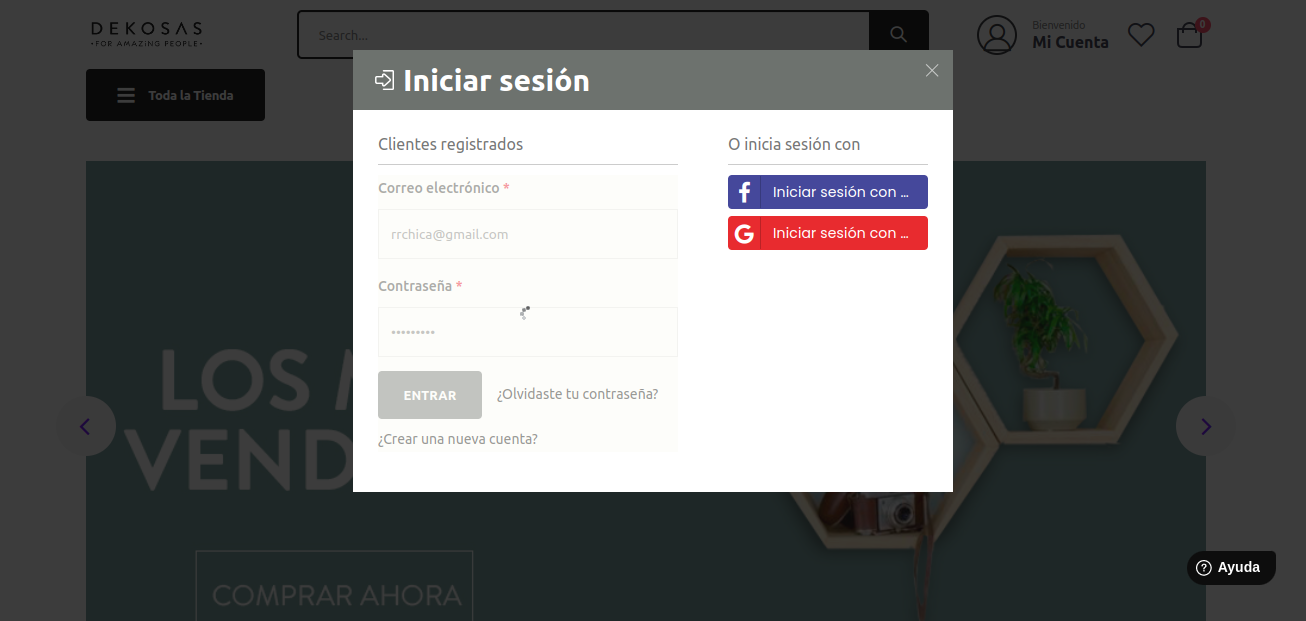 DEKOSAS
•FOR AMAZING PEOPLE•
Search...
Bienvenido
Mi Cuenta
0
Toda la Tienda
Iniciar sesión
Clientes registrados
O inicia sesión con
Correo electrónico *
Iniciar sesión con ...
rrchica@gmail.com
G Iniciar sesión con ...
Contraseña *
•••••••••
ENTRAR
¿Olvidaste tu contraseña?
¿Crear una nueva cuenta?
LOS
VEND
COMPRAR AHORA
? Ayuda